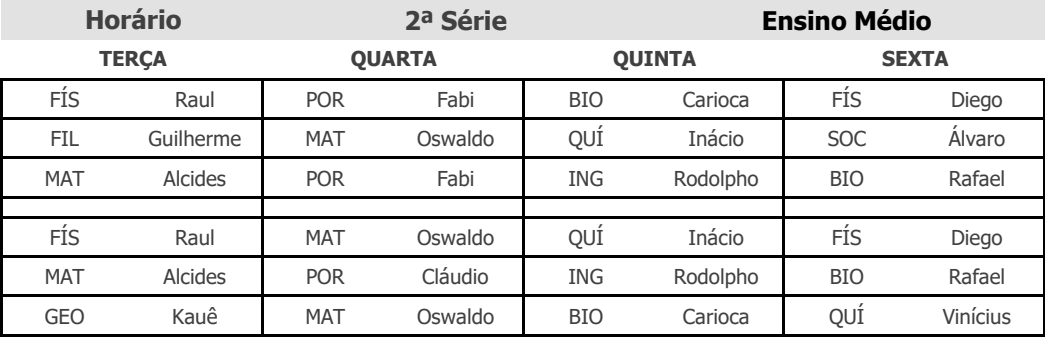 Horário 2ª Série Ensino Médio
TERÇA QUARTA QUINTA SEXTA
FÍS Raul POR Fabi BIO Carioca FÍS Diego
FIL Guilherme MAT Oswaldo QUÍ Inácio SOC Álvaro
MAT Alcides POR Fabi ING Rodolpho BIO Rafael
FÍS Raul MAT Oswaldo QUÍ Inácio FÍS Diego
MAT Alcides POR Cláudio ING Rodolpho BIO Rafael
GEO Kauê MAT Oswaldo BIO Carioca QUÍ Vinícius